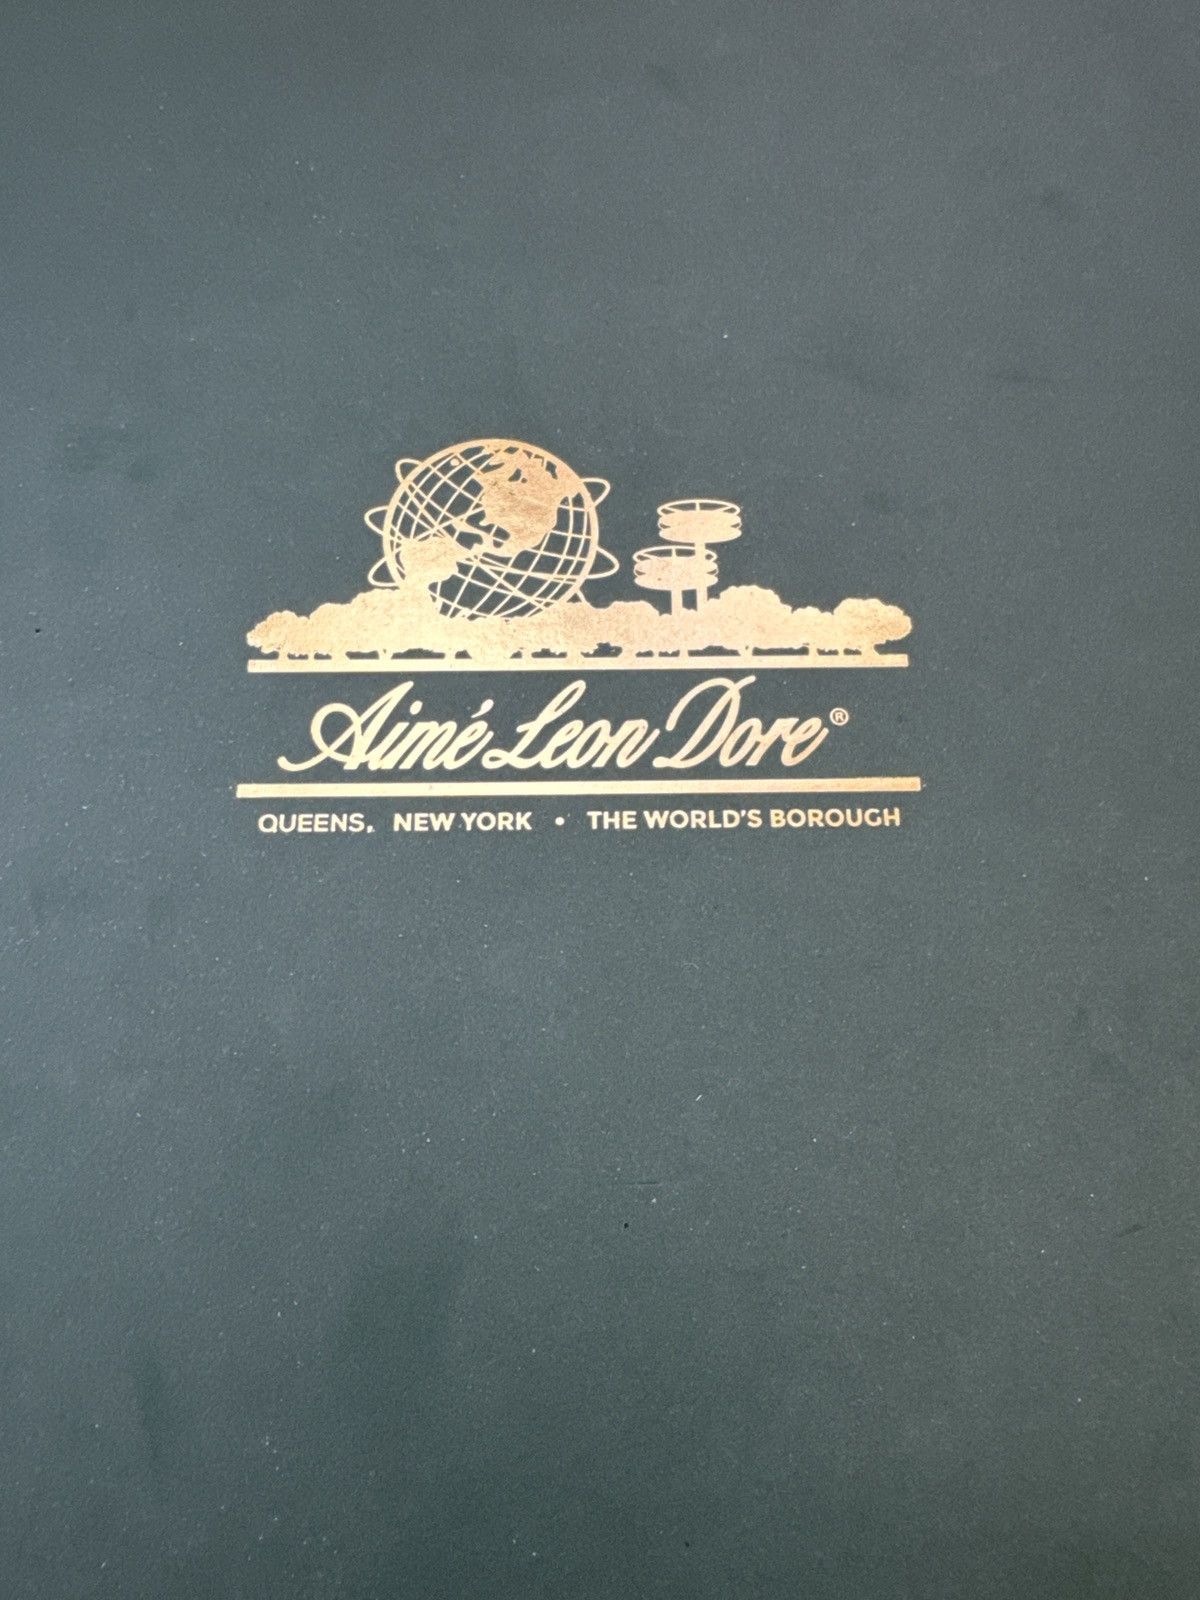 Aimé Leon Dore®
QUEENS, NEW YORK • THE WORLD'S BOROUGH